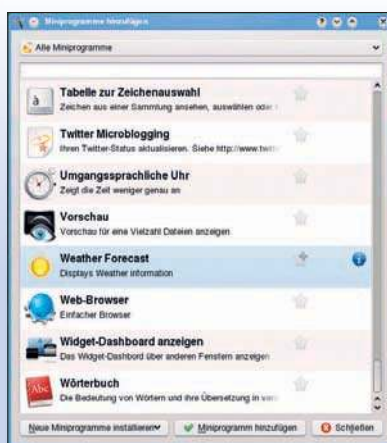 Miniprogramme hinzufügen
Alle Miniprogramme
à
Tabelle zur Zeichenauswahl
Zeichen aus einer Sammlung ansehen, auswählen oder
Twitter Microblogging
Ihren Twitter-Status aktualisieren. Siehe http://www.twitte
Umgangssprachliche Uhr
Zeigt die Zeit weniger genau an
Vorschau
Vorschau für eine Vielzahl Dateien anzeigen
Weather Forecast
Displays Weather information
Web-Browser
Einfacher Browser
Widget-Dashboard anzeigen
Das Widget-Dashbord über anderen Fenstern anzeigen
Abc
Wörterbuch
Die Bedeutung von Wörtern und ihre Übersetzung in
Neue Miniprogramme installieren Miniprogramm hinzufügen Schließen